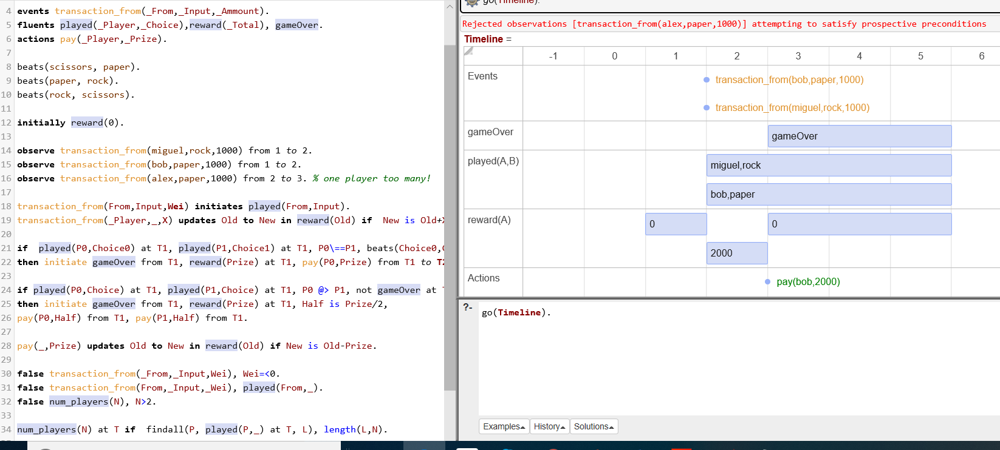 4 events transaction_from(_From,_Input,_Ammount).
5 fluents played(_Player,_Choice),reward(_Total), gameOver.
6 actions pay(_Player,_Prize).
7
8 beats(scissors, paper).
9 beats(paper, rock).
10 beats(rock, scissors).
11
12 initially reward(0).
13
14 observe transaction_from(miguel,rock,1000) from 1 to 2.
15 observe transaction_from(bob,paper,1000) from 1 to 2.
16 observe transaction_from(alex,paper,1000) from 2 to 3. % one player too many!
17
18 transaction_from(From,Input,Wei) initiates played(From,Input).
19 transaction_from(_Player,_,X) updates Old to New in reward(Old) if New is Old+
20
21 if played(P0,Choice0) at T1, played(P1,Choice1) at T1, P0\==P1, beats(Choice0,
22 then initiate gameOver from T1, reward(Prize) at T1, pay(P0,Prize) from T1 to
23
24 if played(P0,Choice) at T1, played(P1,Choice) at T1, P0 @> P1, not gameOver at
25 then initiate gameOver from T1, reward(Prize) at T1, Half is Prize/2,
26 pay(P0,Half) from T1, pay(P1,Half) from T1.
27
28 pay(_,Prize) updates Old to New in reward(Old) if New is Old-Prize.
29
30 false transaction_from(_From,_Input,Wei), Wei=<0.
31 false transaction_from(From,_Input,_Wei), played(From,_).
32 false num_players(N), N>2.
33
34 num_players(N) at T if findall(P, played(P,_) at T, L), length(L,N).
go(Timeline).
Rejected observations [transaction_from(alex,paper,1000)] attempting to satisfy prospective preconditions
Timeline =
-1 0 1 2 3 4 5 6
Events
transaction_from(bob,paper,1000)
transaction_from(miguel,rock,1000)
gameOver
gameOver
played(A,B)
miguel,rock
bob,paper
reward(A)
0 0
2000
Actions
pay(bob,2000)
?- go(Timeline).
Examples History Solutions